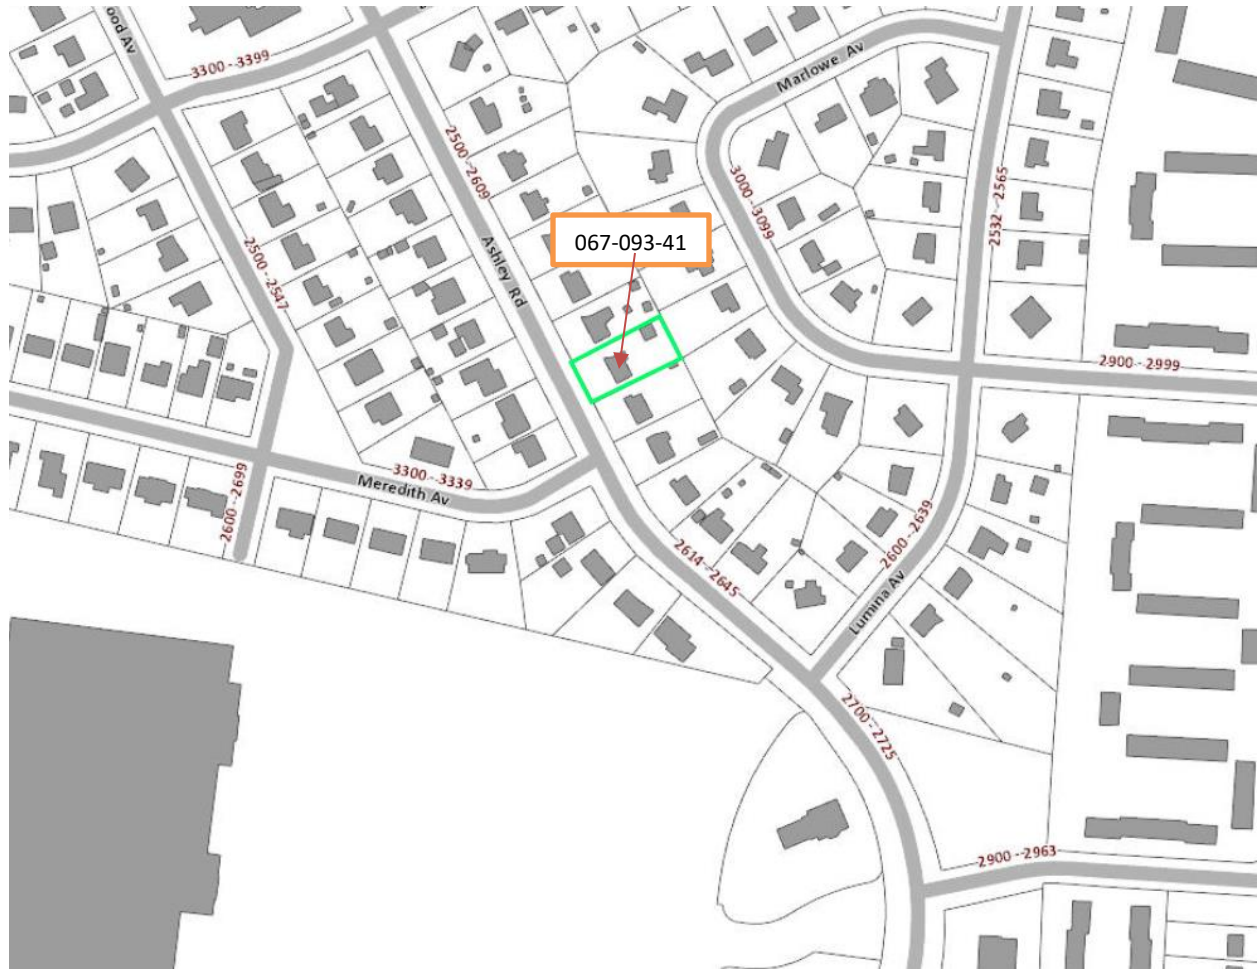 ood Av
3300 - 3399
Marlowe Av
2500 - 2609
3000 - 3099
2532 - 2565
067-093-41
2500 - 2547
Ashley Rd
2900 - 2999
3300 - 3339
Meredith Av
2600 - 2699
2614 - 2645
2600 - 2639
Lumina Av
2700 - 2725
2900 - 2963